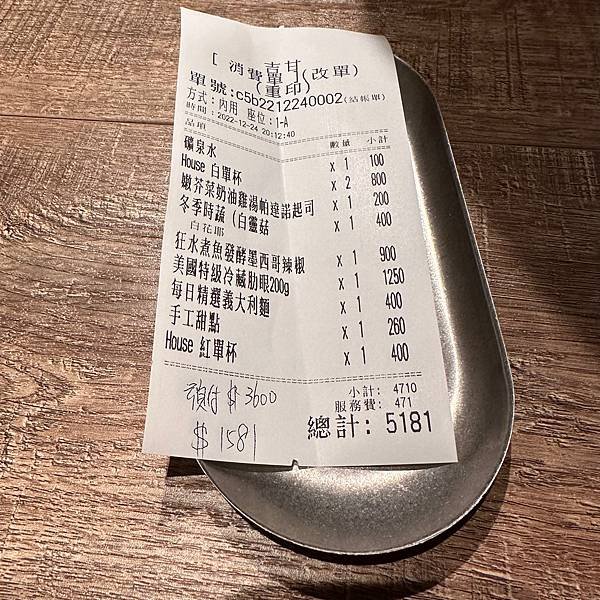 吉甘
[ 消費單 ](改單)
(重印)
單號:c5b2212240002(結帳單)
方式:內用 座位:1-A
時間:2022-12-24 20:12:40
品項 數量 小計
礦泉水 x 1 100
House 白單杯 x 2 800
嫩芥菜奶油雞湯帕達諾起司 x 1 200
冬季時蔬 (白靈菇 x 1 400
白花椰
狂水煮魚發酵墨西哥辣椒 x 1 900
美國特級冷藏肋眼200g x 1 1250
每日精選義大利麵 x 1 400
手工甜點 x 1 260
House 紅單杯 x 1 400
小計: 4710
服務費: 471
總計: 5181
預付 $ 3600
$ 1581